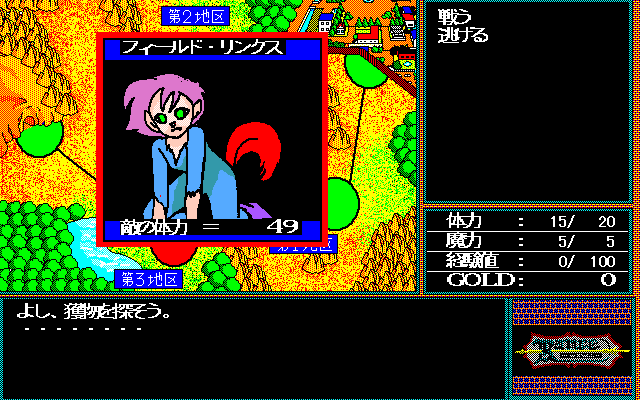 第2地区
フィールド・リンクス
敵の体力 = 49
第3地区
戦う
逃げる
体力 : 15/ 20
魔力 : 5/ 5
経験値 : 0/ 100
GOLD: 0
よし、獲物を探そう。
- - - - - - - -